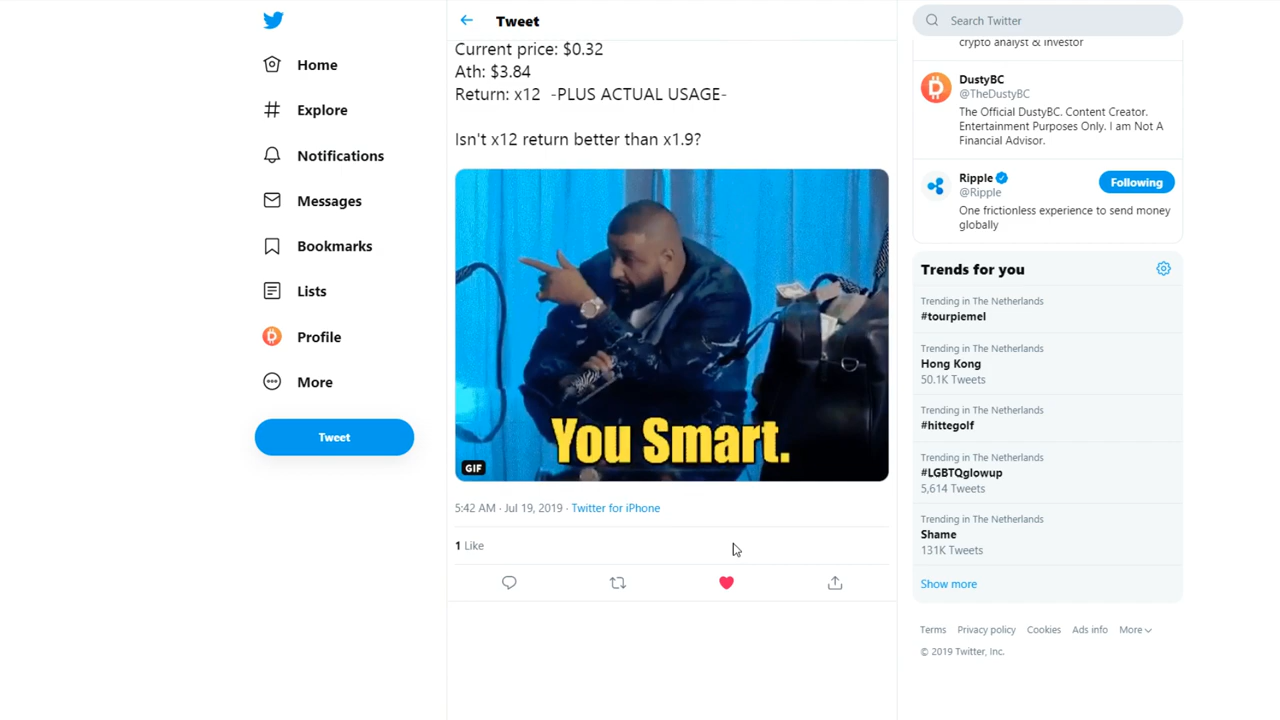 Home
Explore
Notifications
Messages
Bookmarks
Lists
Profile
More
Tweet
Tweet
Current price: $0.32
Ath: $3.84
Return: x12 -PLUS ACTUAL USAGE-
Isn't x12 return better than x1.9?
You Smart.
GIF
5:42 AM · Jul 19, 2019 · Twitter for iPhone
1 Like
Search Twitter
crypto analyst & investor
DustyBC
@TheDustyBC
The Official DustyBC. Content Creator.
Entertainment Purposes Only. I am Not A
Financial Advisor.
Ripple
@Ripple
Following
One frictionless experience to send money
globally
Trends for you
Trending in The Netherlands
#tourpiemel
Trending in The Netherlands
Hong Kong
50.1K Tweets
Trending in The Netherlands
#hittegolf
Trending in The Netherlands
#LGBTQglowup
5,614 Tweets
Trending in The Netherlands
Shame
131K Tweets
Show more
Terms Privacy policy Cookies Ads info More
© 2019 Twitter, Inc.